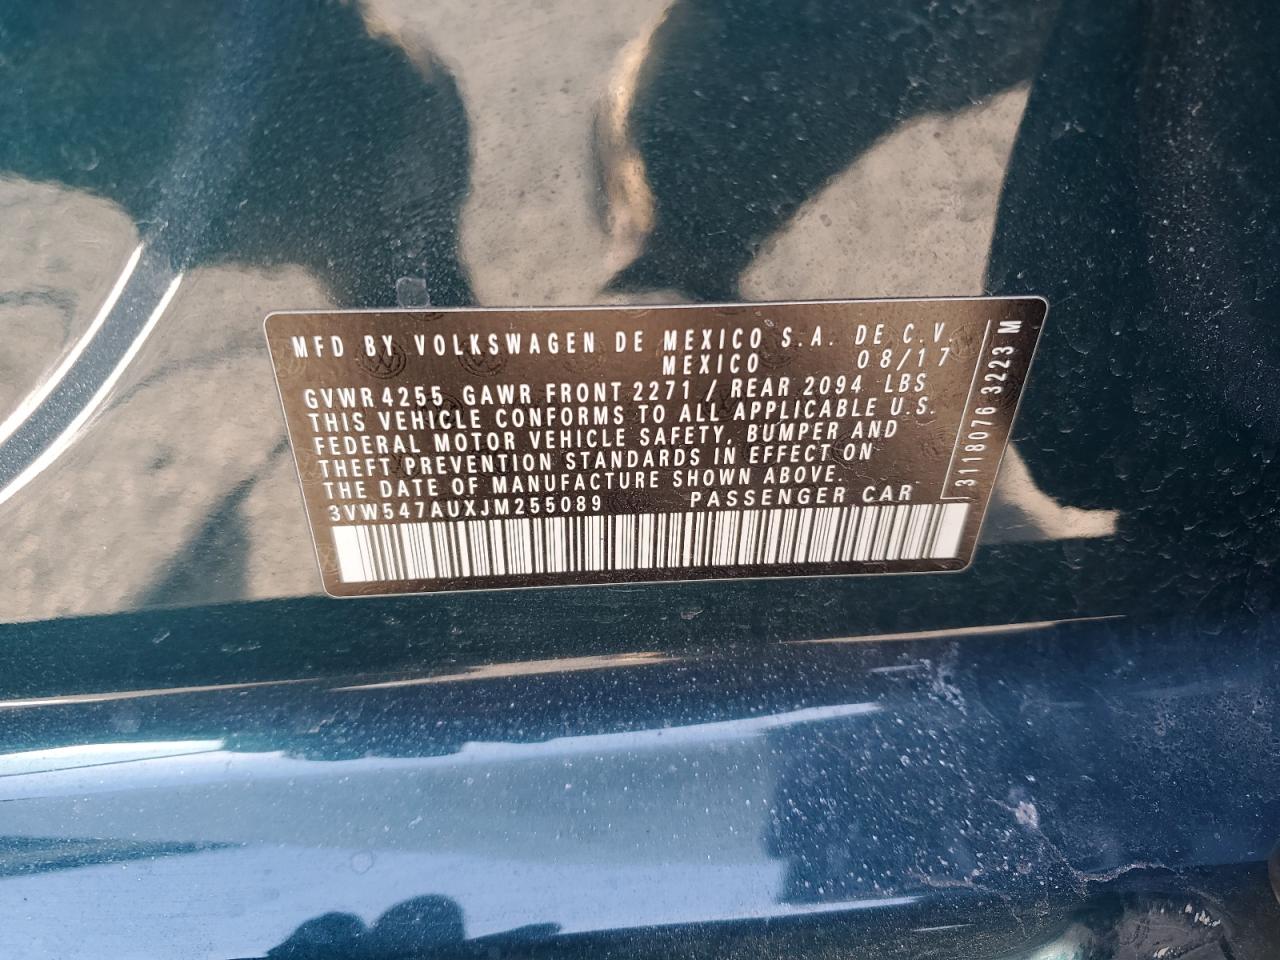 MFD BY VOLKSWAGEN DE MEXICO S.A. DE C.V.
MEXICO 08/17
GVWR 4255 GAWR FRONT 2271 / REAR 2094 LBS
THIS VEHICLE CONFORMS TO ALL APPLICABLE U.S.
FEDERAL MOTOR VEHICLE SAFETY, BUMPER AND
THEFT PREVENTION STANDARDS IN EFFECT ON
THE DATE OF MANUFACTURE SHOWN ABOVE.
3VW547AUXJM255089 PASSENGER CAR
3118076 3223 M